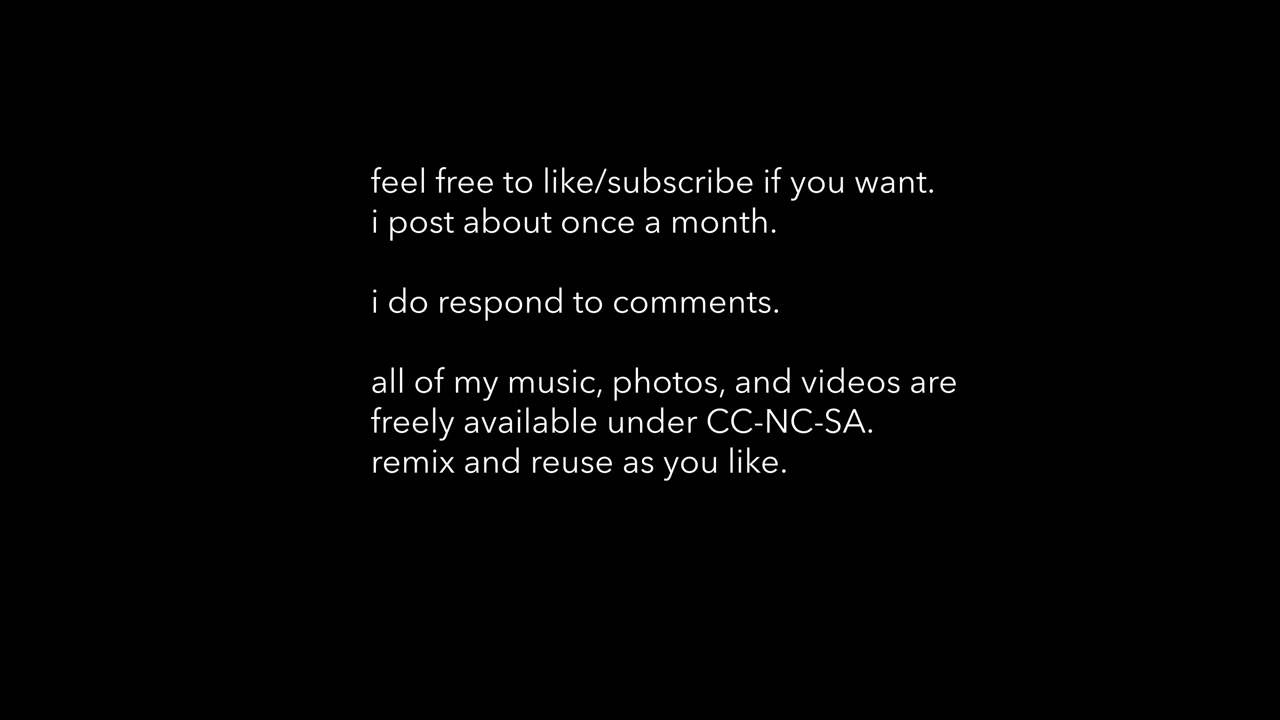 feel free to like/subscribe if you want.
i post about once a month.
i do respond to comments.
all of my music, photos, and videos are
freely available under CC-NC-SA.
remix and reuse as you like.